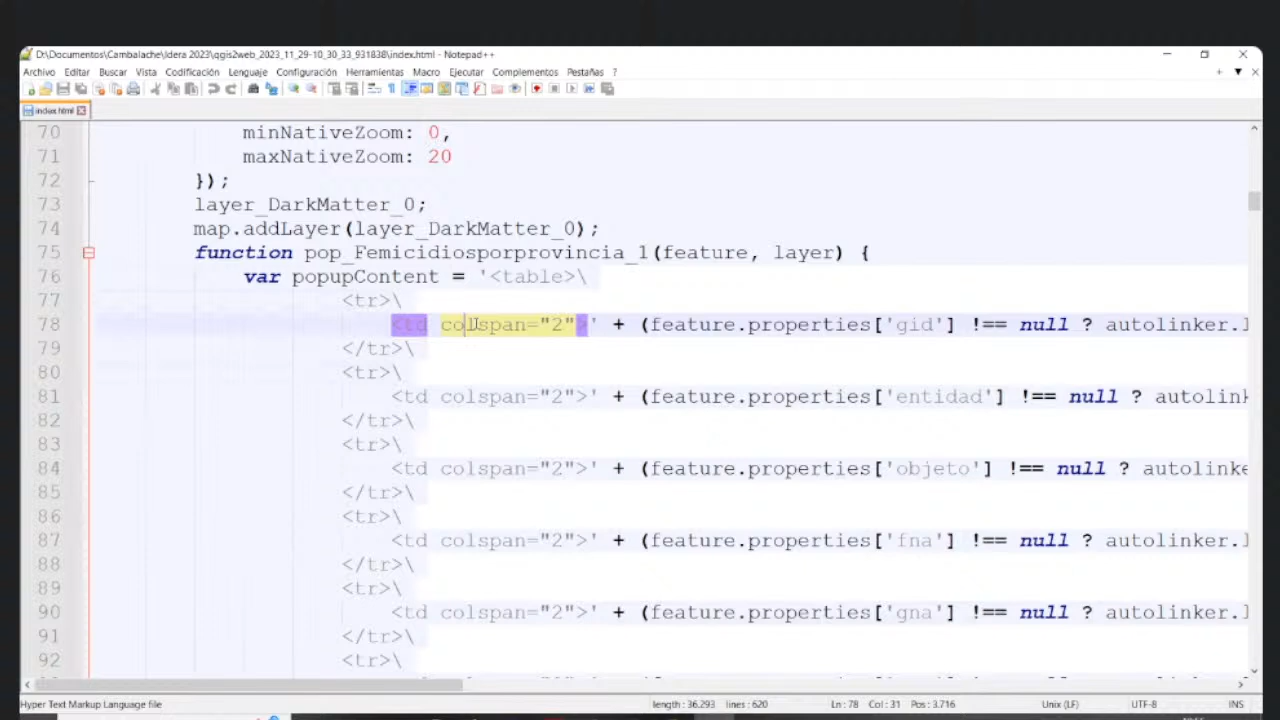 D:\Documentos\Cambalache\Idera 2023\qgis2web_2023_11_29-10_30_33_931838\index.html - Notepad++
Archivo Editar Buscar Vista Codificación Lenguaje Configuración Herramientas Macro Ejecutar Complementos Pestañas ?
index.html
70 minNativeZoom: 0,
71 maxNativeZoom: 20
72 });
73 layer_DarkMatter_0;
74 map.addLayer(layer_DarkMatter_0);
75 function pop_Femicidiosporprovincia_1(feature, layer) {
76 var popupContent = '<table>\
77 <tr>\
78 <td colspan="2">' + (feature.properties['gid'] !== null ? autolinker.l
79 </tr>\
80 <tr>\
81 <td colspan="2">' + (feature.properties['entidad'] !== null ? autolink
82 </tr>\
83 <tr>\
84 <td colspan="2">' + (feature.properties['objeto'] !== null ? autolinke
85 </tr>\
86 <tr>\
87 <td colspan="2">' + (feature.properties['fna'] !== null ? autolinker.l
88 </tr>\
89 <tr>\
90 <td colspan="2">' + (feature.properties['gna'] !== null ? autolinker.l
91 </tr>\
92 <tr>\
Hyper Text Markup Language file length : 36.293 lines : 620 Ln : 78 Col : 31 Pos : 3.716 Unix (LF) UTF-8 INS